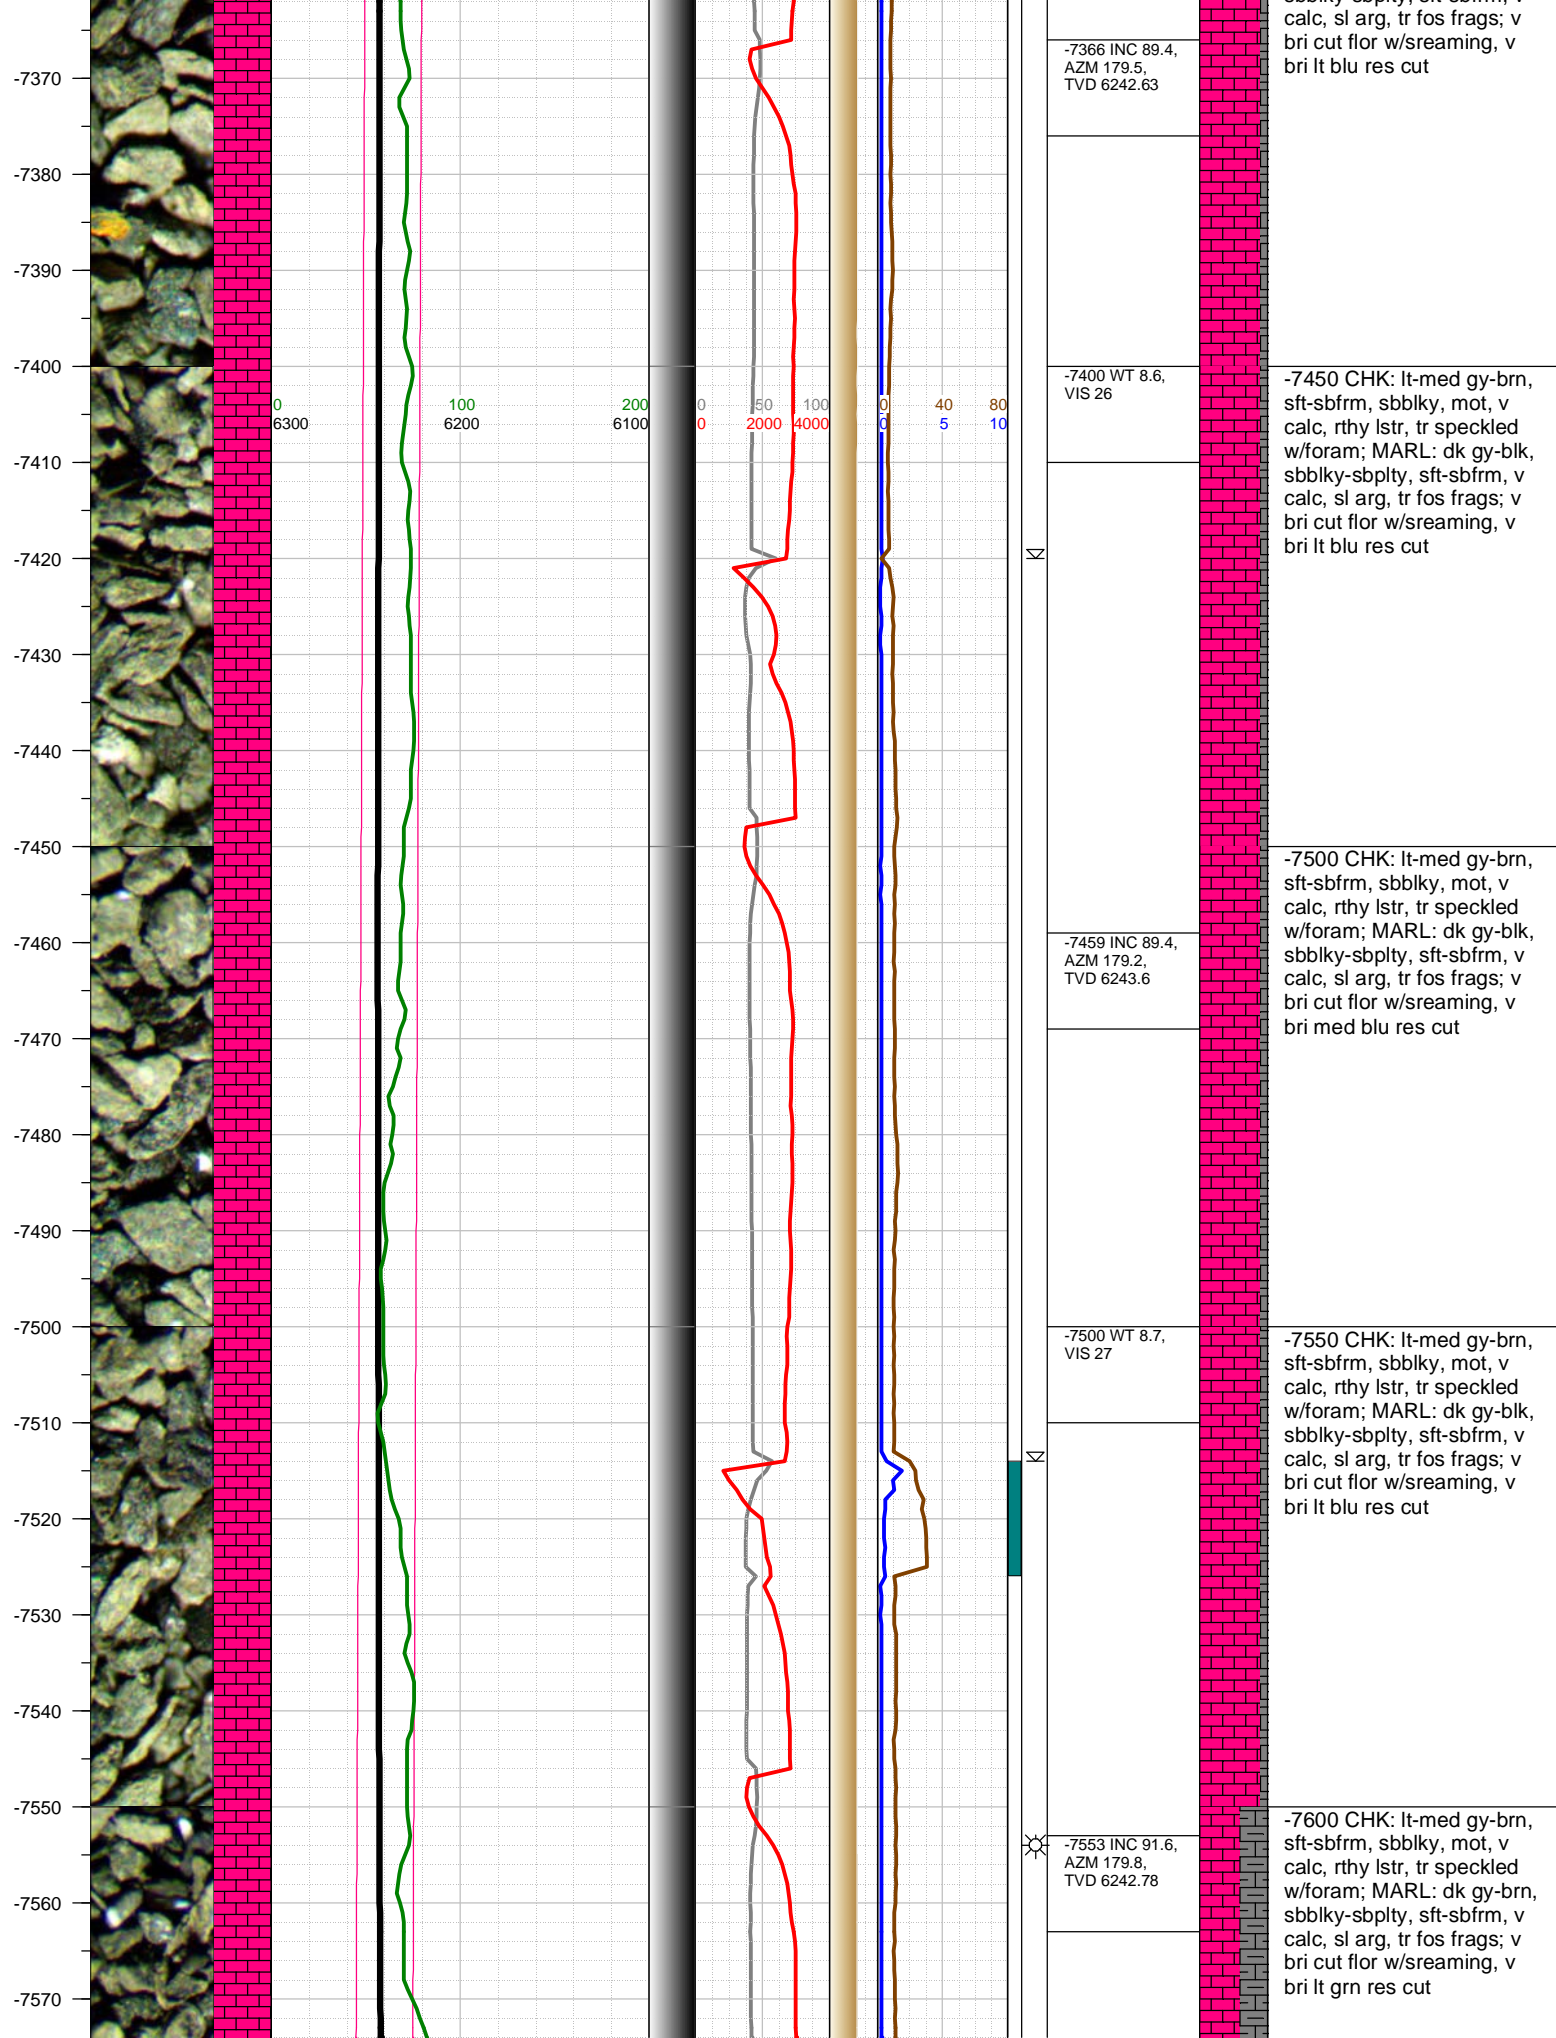 sbblky-sbplty, sft-sbfrm, v
calc, sl arg, tr fos frags; v
bri cut flor w/sreaming, v
bri lt blu res cut
-7366 INC 89.4,
AZM 179.5,
TVD 6242.63
-7370
-7380
-7390
-7400
-7400 WT 8.6,
VIS 26
-7450 CHK: lt-med gy-brn,
sft-sbfrm, sbblky, mot, v
calc, rthy lstr, tr speckled
w/foram; MARL: dk gy-blk,
sbblky-sbplty, sft-sbfrm, v
calc, sl arg, tr fos frags; v
bri cut flor w/sreaming, v
bri lt blu res cut
0 100 200
6300 6200 6100
0 50 100
0 2000 4000
0 40 80
0 5 10
-7410
-7420
-7430
-7440
-7450
-7500 CHK: lt-med gy-brn,
sft-sbfrm, sbblky, mot, v
calc, rthy lstr, tr speckled
w/foram; MARL: dk gy-blk,
sbblky-sbplty, sft-sbfrm, v
calc, sl arg, tr fos frags; v
bri cut flor w/sreaming, v
bri med blu res cut
-7459 INC 89.4,
AZM 179.2,
TVD 6243.6
-7460
-7470
-7480
-7490
-7500
-7500 WT 8.7,
VIS 27
-7550 CHK: lt-med gy-brn,
sft-sbfrm, sbblky, mot, v
calc, rthy lstr, tr speckled
w/foram; MARL: dk gy-blk,
sbblky-sbplty, sft-sbfrm, v
calc, sl arg, tr fos frags; v
bri cut flor w/sreaming, v
bri lt blu res cut
-7510
-7520
-7530
-7540
-7550
-7553 INC 91.6,
AZM 179.8,
TVD 6242.78
-7600 CHK: lt-med gy-brn,
sft-sbfrm, sbblky, mot, v
calc, rthy lstr, tr speckled
w/foram; MARL: dk gy-brn,
sbblky-sbplty, sft-sbfrm, v
calc, sl arg, tr fos frags; v
bri cut flor w/sreaming, v
bri lt grn res cut
-7560
-7570